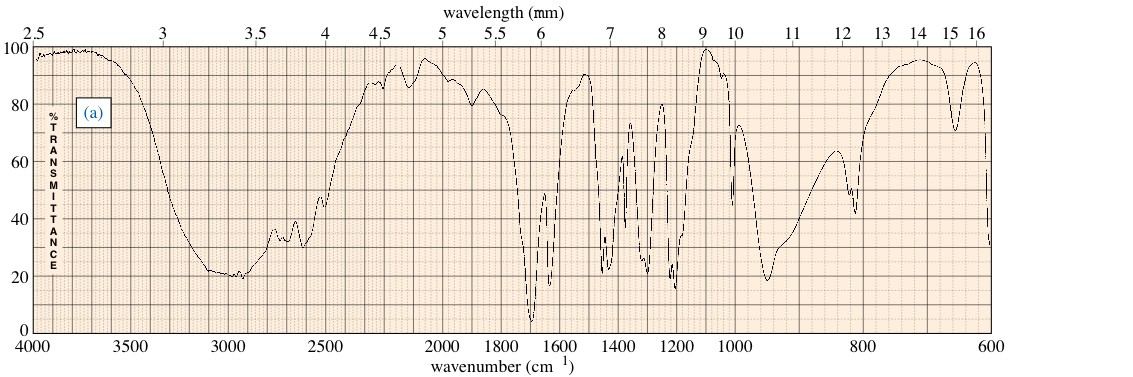 wavelength (mm)
2.5 3 3.5 4 4.5 5 5.5 6 7 8 9 10 11 12 13 14 15 16
100
80
60
40
20
0
(a)
%
T
R
A
N
S
M
I
T
T
A
N
C
E
4000 3500 3000 2500 2000 1800 1600 1400 1200 1000 800 600
wavenumber (cm 1)